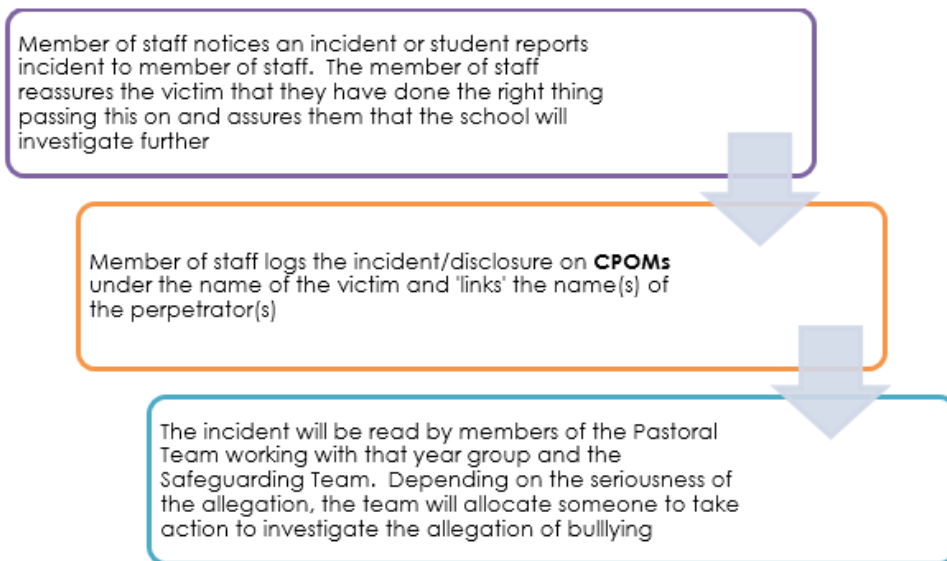 Member of staff notices an incident or student reports
incident to member of staff.  The member of staff
reassures the victim that they have done the right thing
passing this on and assures them that the school will
investigate further
Member of staff logs the incident/disclosure on CPOMs
under the name of the victim and 'links' the name(s) of
the perpetrator(s)
The incident will be read by members of the Pastoral
Team working with that year group and the
Safeguarding Team.  Depending on the seriousness of
the allegation, the team will allocate someone to take
action to investigate the allegation of bulllying